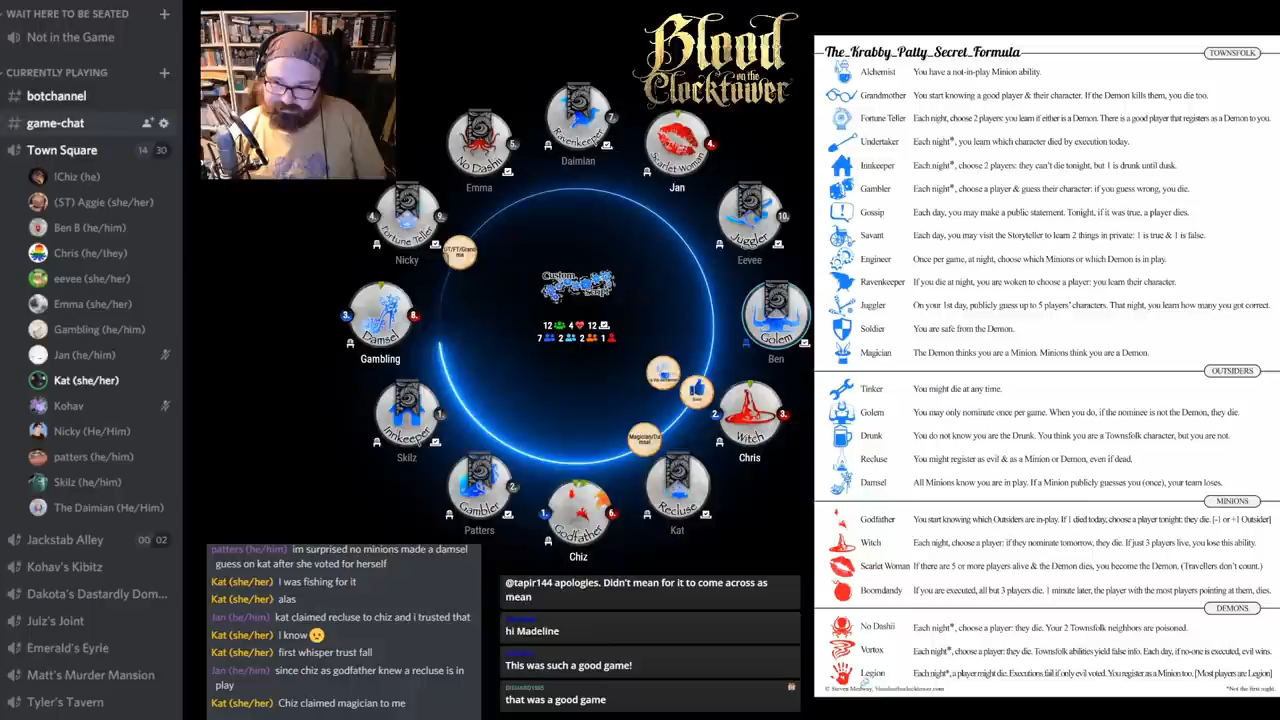 WAIT HERE TO BE SEATED
Not in the Game
CURRENTLY PLAYING
botchannel
game-chat
Town Square 14 30
!Chiz (he)
(ST) Aggie (she/her)
Ben B (he/him)
Chris (he/they)
eevee (she/her)
Emma (she/her)
Gambling (he/him)
Jan (he/him)
Kat (she/her)
Kohav
Nicky (He/Him)
patters (he/him)
Skilz (he/him)
The Daimian (He/Him)
Jackstab Alley 00 02
Kohav's Kibitz
Dakota's Dastardly Dom...
Julz's Joint
Emerald's Eyrie
Matt's Murder Mansion
Tyler's Tavern
Blood
on the
Clocktower
Ravenkeeper
7
Daimian
No Dashii
5
Emma
Scarlet Woman
4
Jan
Fortune Teller
4
9
Nicky
Juggler
10
Eevee
Damsel
3
8
Gambling
Golem
Ben
Innkeeper
1
Skilz
Witch
2
3
Chris
Gambler
2
Patters
Godfather
1
6
Chiz
Recluse
Kat
Custom
Script
12 4 12
7 2 2 1
patters (he/him) im surprised no minions made a damsel
guess on kat after she voted for herself
Kat (she/her) I was fishing for it
Kat (she/her) alas
Jan (he/him) kat claimed recluse to chiz and i trusted that
Kat (she/her) I know
Kat (she/her) first whisper trust fall
Jan (he/him) since chiz as godfather knew a recluse is in
play
Kat (she/her) Chiz claimed magician to me
@tapir144 apologies. Didn't mean for it to come across as
mean
hi Madeline
This was such a good game!
that was a good game
The_Krabby_Patty_Secret_Formula
TOWNSFOLK
Alchemist You have a not-in-play Minion ability.
Grandmother You start knowing a good player & their character. If the Demon kills them, you die too.
Fortune Teller Each night, choose 2 players: you learn if either is a Demon. There is a good player that registers as a Demon to you.
Undertaker Each night*, you learn which character died by execution today.
Innkeeper Each night*, choose 2 players: they can't die tonight, but 1 is drunk until dusk.
Gambler Each night*, choose a player & guess their character: if you guess wrong, you die.
Gossip Each day, you may make a public statement. Tonight, if it was true, a player dies.
Savant Each day, you may visit the Storyteller to learn 2 things in private: 1 is true & 1 is false.
Engineer Once per game, at night, choose which Minions or which Demon is in play.
Ravenkeeper If you die at night, you are woken to choose a player: you learn their character.
Juggler On your 1st day, publicly guess up to 5 players' characters. That night, you learn how many you got correct.
Soldier You are safe from the Demon.
Magician The Demon thinks you are a Minion. Minions think you are a Demon.
OUTSIDERS
Tinker You might die at any time.
Golem You may only nominate once per game. When you do, if the nominee is not the Demon, they die.
Drunk You do not know you are the Drunk. You think you are a Townsfolk character, but you are not.
Recluse You might register as evil & as a Minion or Demon, even if dead.
Damsel All Minions know you are in play. If a Minion publicly guesses you (once), your team loses.
MINIONS
Godfather You start knowing which Outsiders are in-play. If 1 died today, choose a player tonight: they die. [-1 or +1 Outsider]
Witch Each night, choose a player: if they nominate tomorrow, they die. If just 3 players live, you lose this ability.
Scarlet Woman If there are 5 or more players alive & the Demon dies, you become the Demon. (Travellers don't count.)
Boomdandy If you are executed, all but 3 players die. 1 minute later, the player with the most players pointing at them, dies.
DEMONS
No Dashii Each night*, choose a player: they die. Your 2 Townsfolk neighbors are poisoned.
Vortox Each night*, choose a player: they die. Townsfolk abilities yield false info. Each day, if no-one is executed, evil wins.
Legion Each night*, a player might die. Executions fail if only evil voted. You register as a Minion too. [Most players are Legion]
*Not the first night.